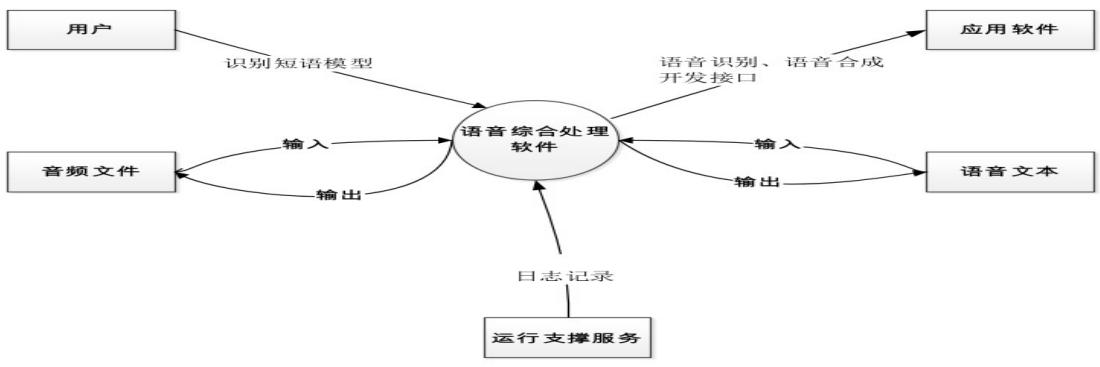 用户
应用软件
识别短语模型
语音识别、语音合成
开发接口
语音综合处理
软件
输入
输入
音频文件
语音文本
输出
输出
日志记录
运行支撑服务